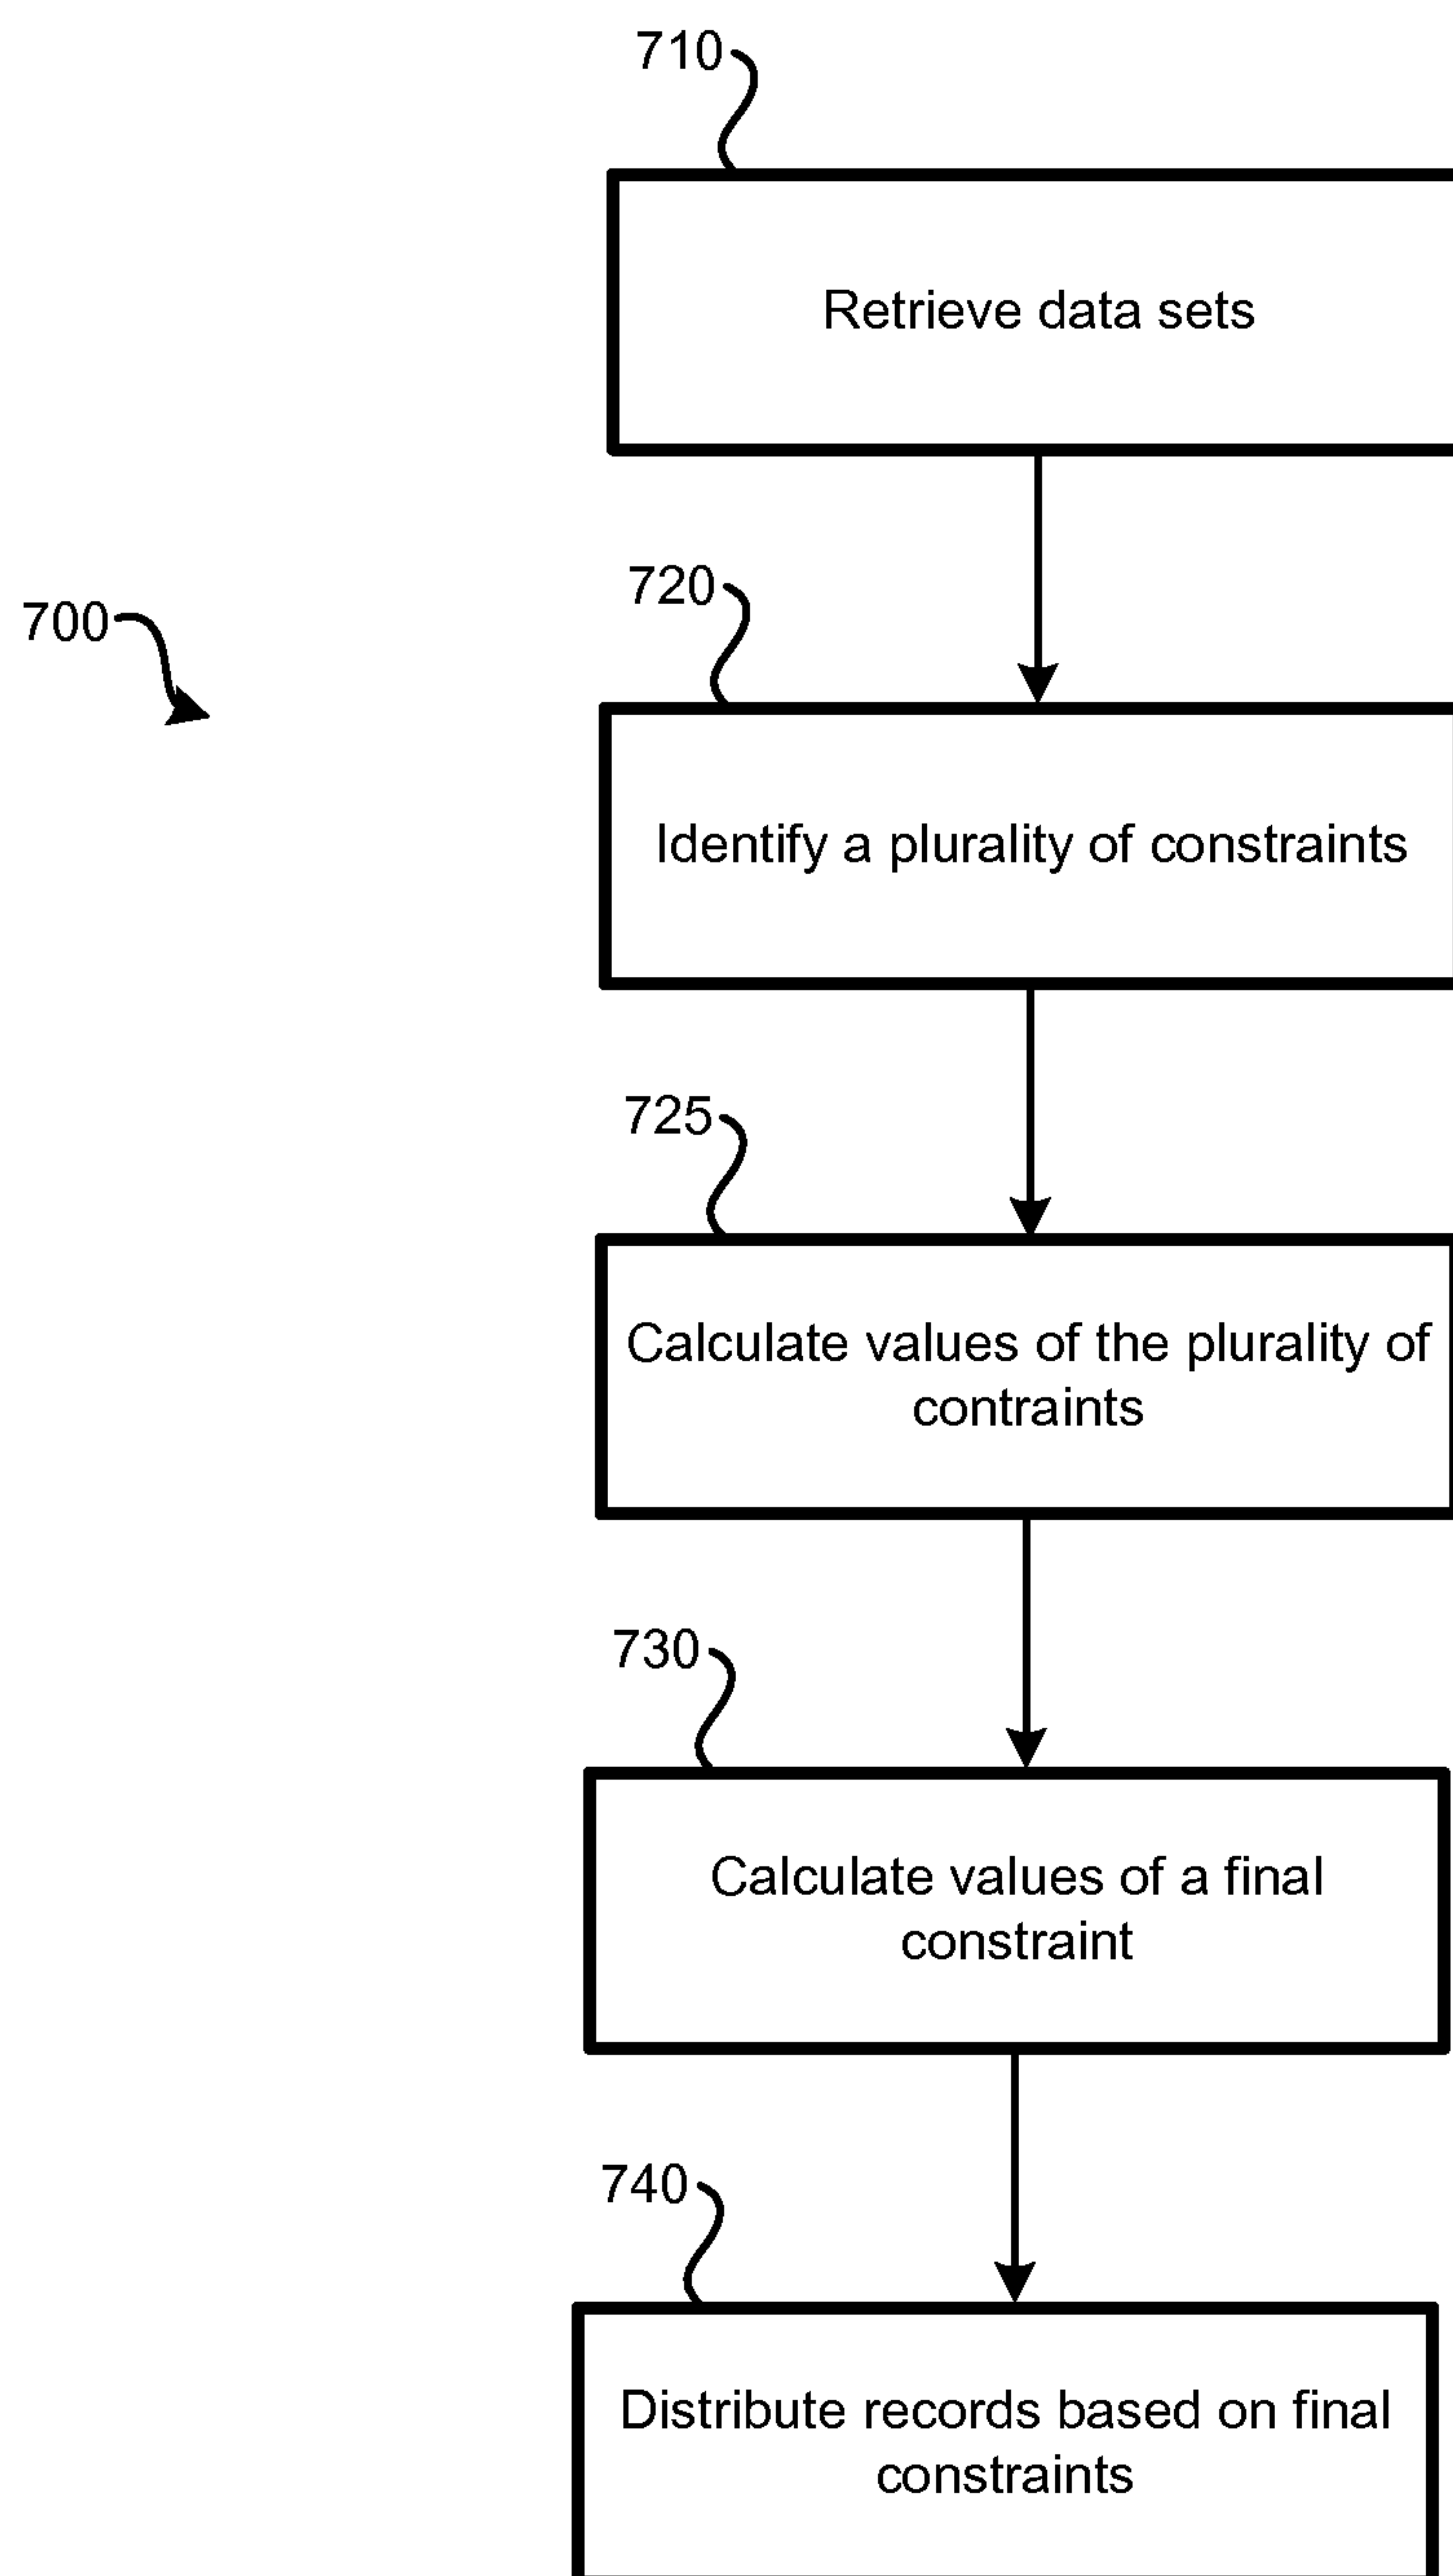 710
Retrieve data sets
700
720
Identify a plurality of constraints
725
Calculate values of the plurality of
contraints
730
Calculate values of a final
constraint
740
Distribute records based on final
constraints